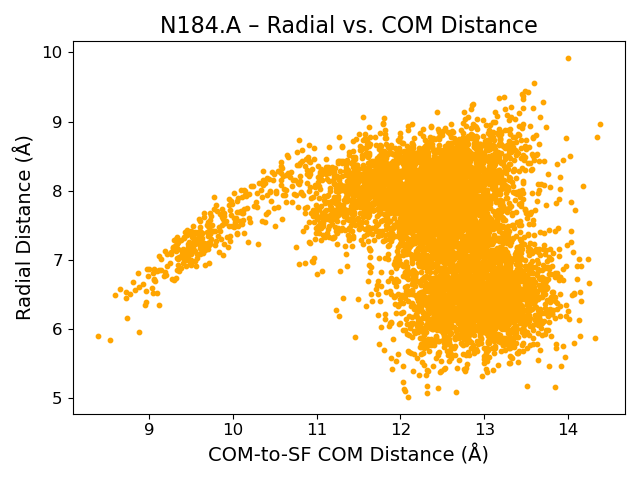 N184.A – Radial vs. COM Distance
Radial Distance (Å)
10
9
8
7
6
5
9 10 11 12 13 14
COM-to-SF COM Distance (Å)